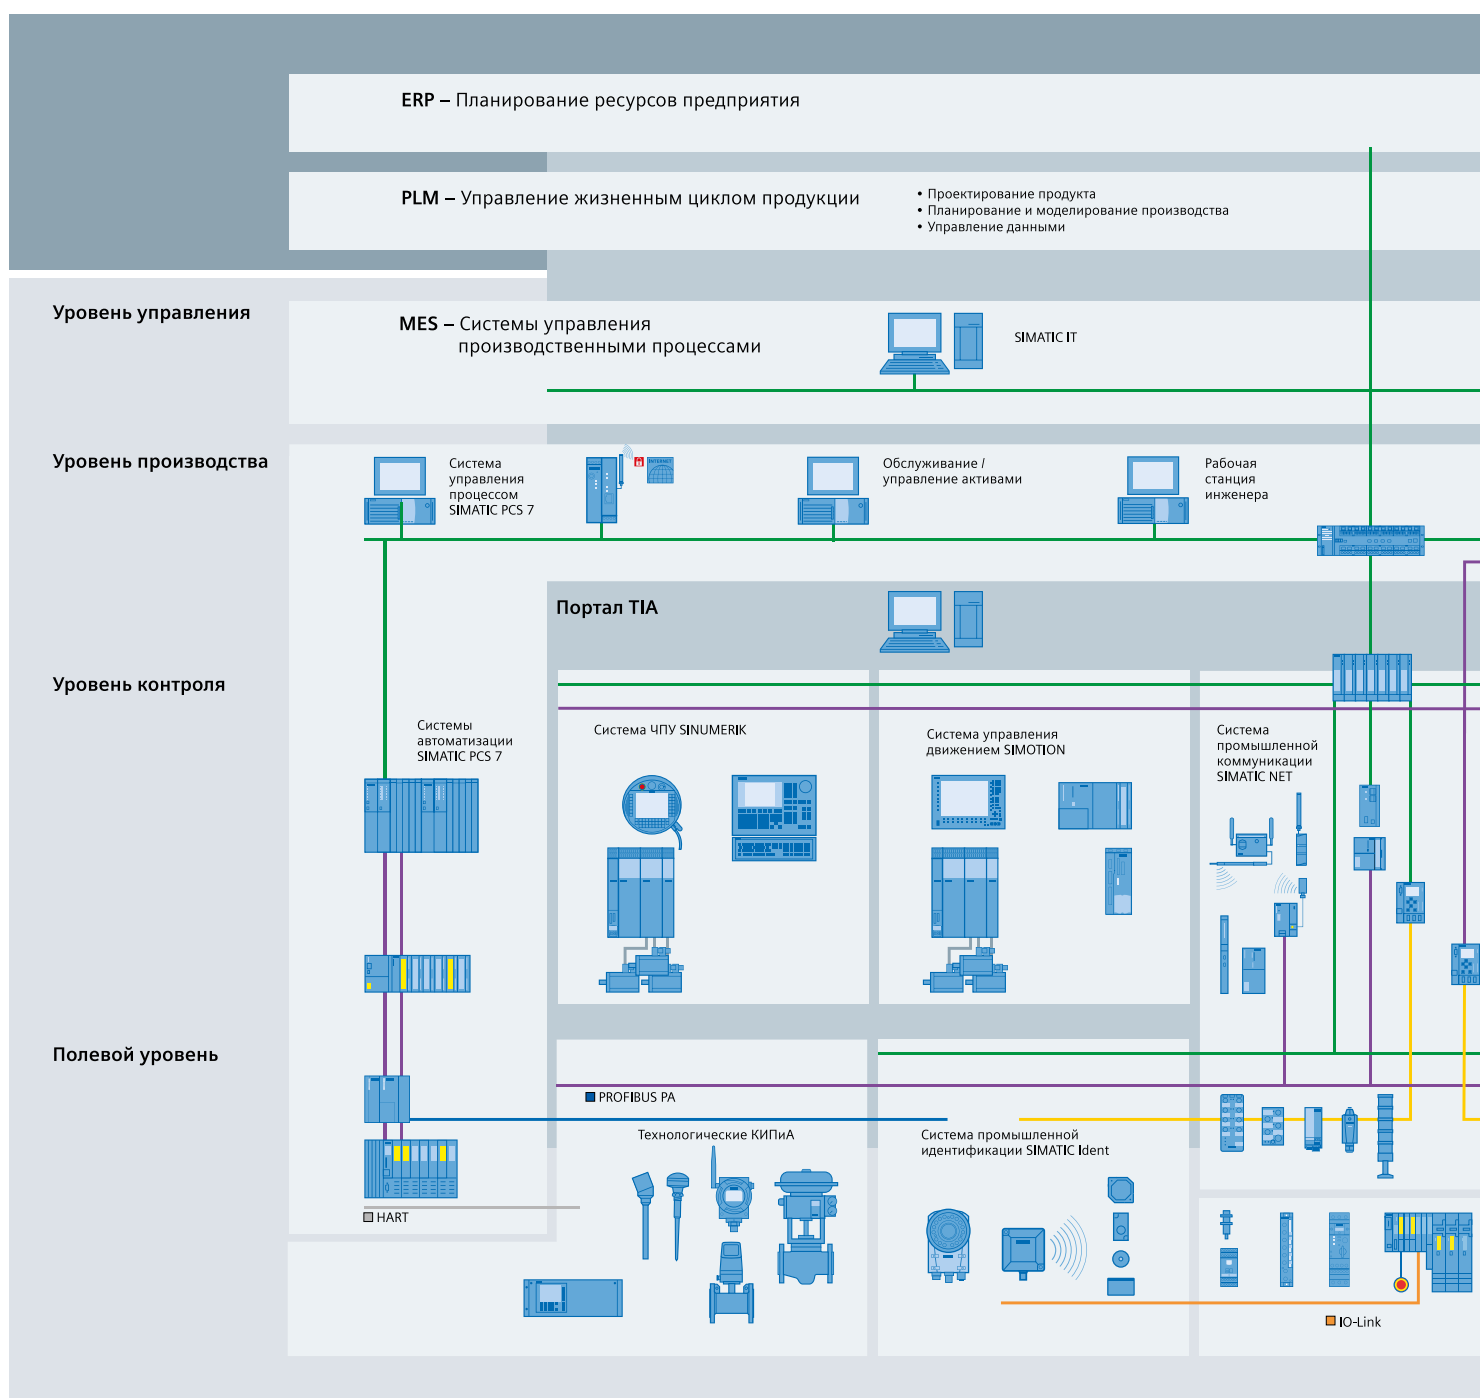 ERP – Планирование ресурсов предприятия
PLM – Управление жизненным циклом продукции
• Проектирование продукта
• Планирование и моделирование производства
• Управление данными
Уровень управления
MES – Системы управления
производственными процессами
SIMATIC IT
Уровень производства
Система
управления
процессом
SIMATIC PCS 7
INTERNET
Обслуживание /
управление активами
Рабочая
станция
инженера
Портал TIA
Уровень контроля
Системы
автоматизации
SIMATIC PCS 7
Система ЧПУ SINUMERIK
Система управления
движением SIMOTION
Система
промышленной
коммуникации
SIMATIC NET
Полевой уровень
PROFIBUS PA
Технологические КИПиА
Система промышленной
идентификации SIMATIC Ident
HART
IO-Link